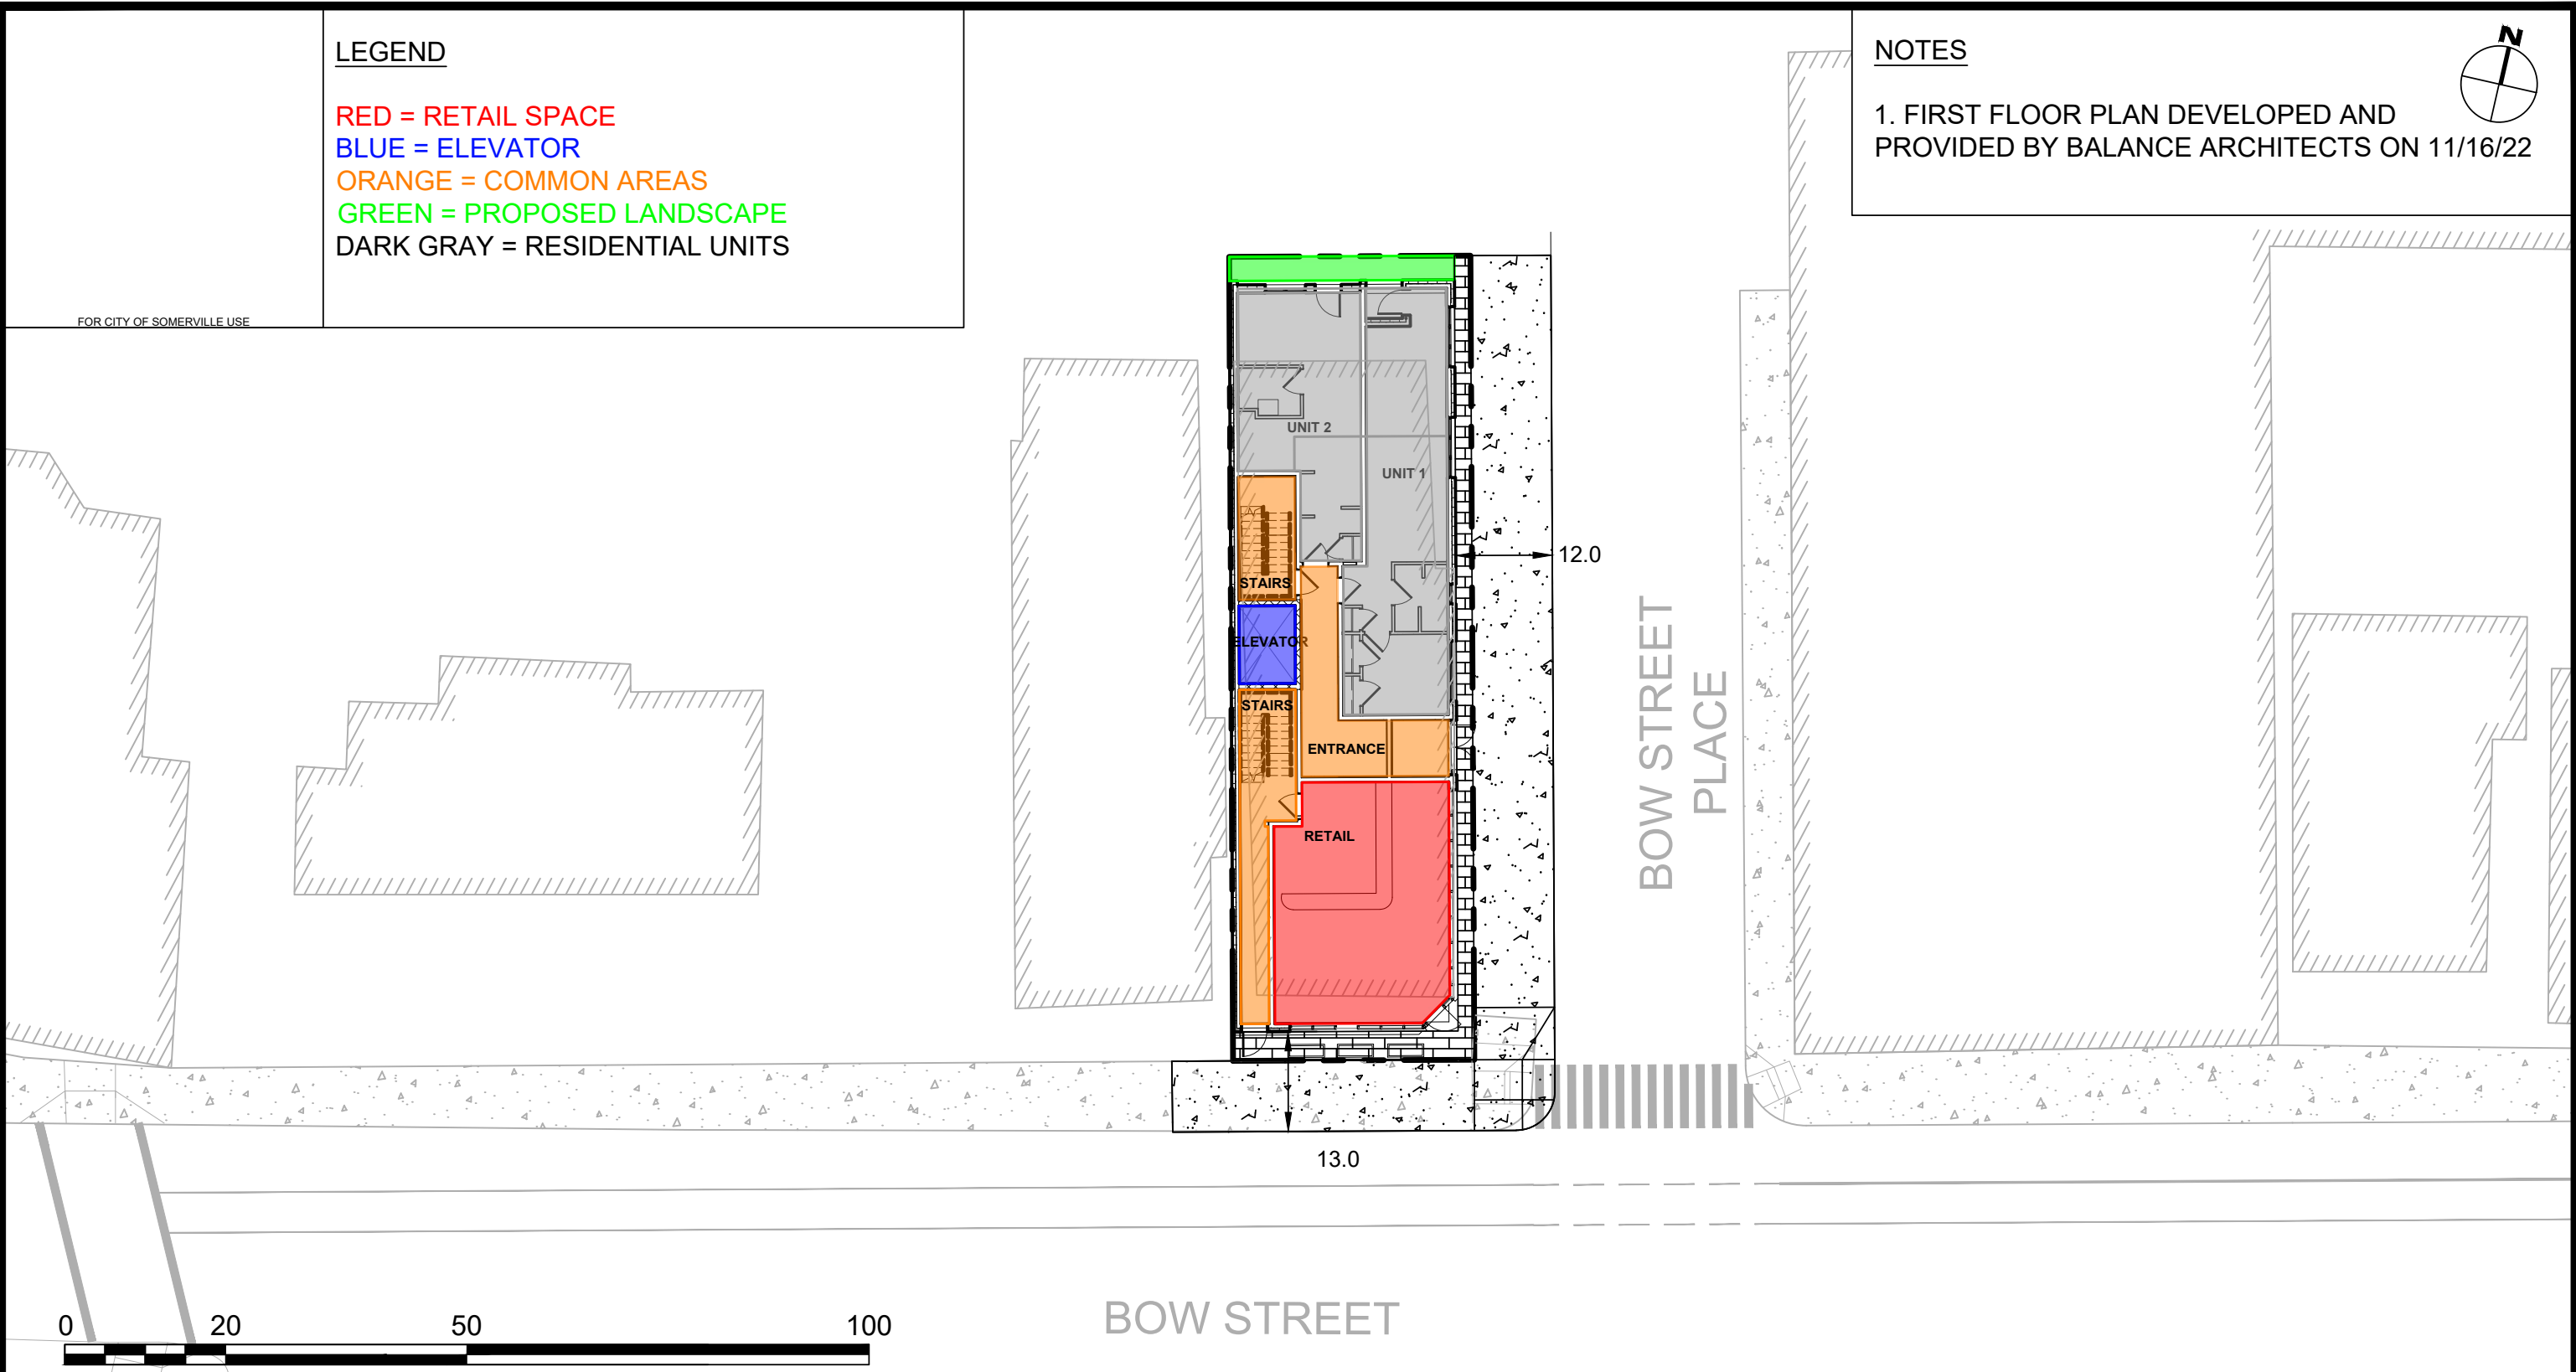 LEGEND
RED = RETAIL SPACE
BLUE = ELEVATOR
ORANGE = COMMON AREAS
GREEN = PROPOSED LANDSCAPE
DARK GRAY = RESIDENTIAL UNITS
FOR CITY OF SOMERVILLE USE
NOTES
N
1. FIRST FLOOR PLAN DEVELOPED AND
PROVIDED BY BALANCE ARCHITECTS ON 11/16/22
UNIT 2
UNIT 1
12.0
STAIRS
ELEVATOR
STAIRS
ENTRANCE
RETAIL
BOW STREET
PLACE
13.0
BOW STREET
0 20 50 100